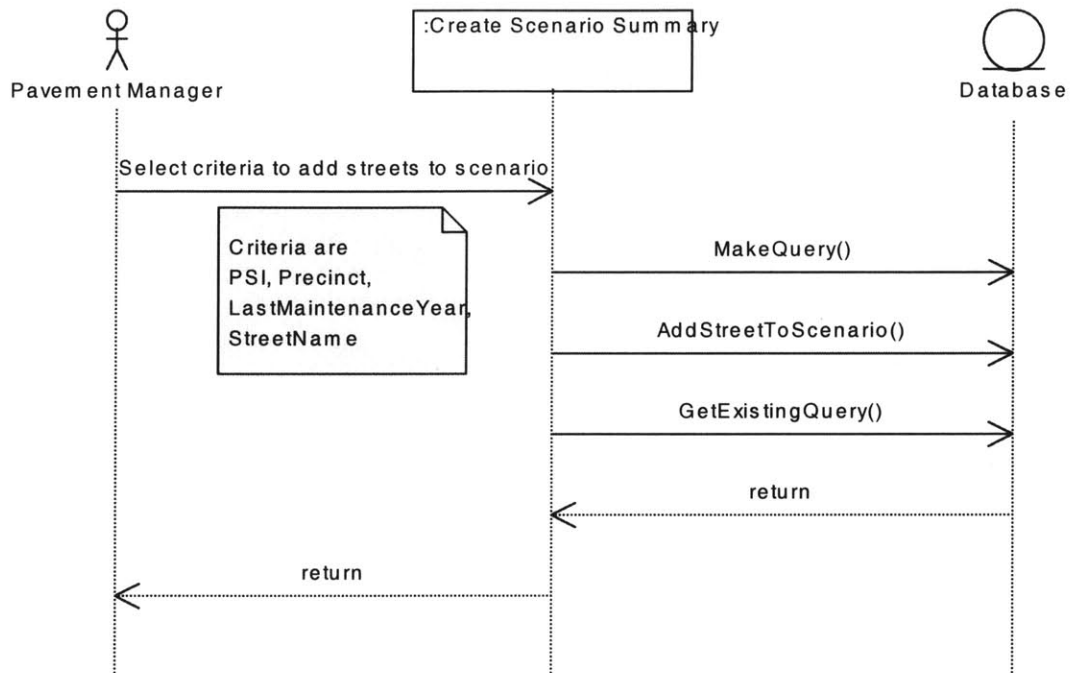 Pavement Manager
:Create Scenario Summary
Database
Select criteria to add streets to scenario
Criteria are
PSI, Precinct,
LastMaintenanceYear,
StreetName
MakeQuery()
AddStreetToScenario()
GetExistingQuery()
return
return